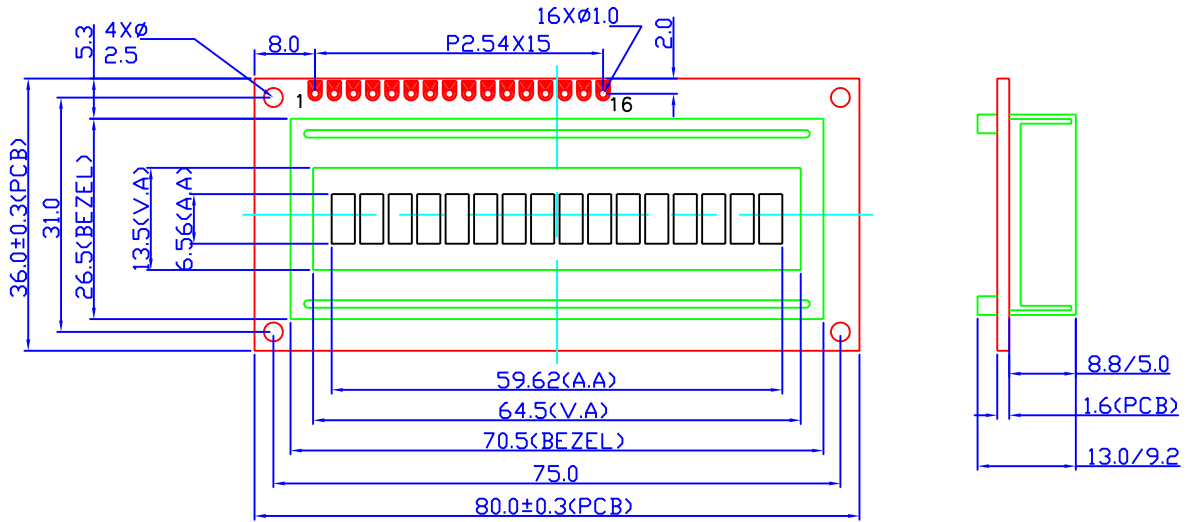 16XØ1.0
4XØ
2.5
5.3
8.0
P2.54X15
2.0
1
16
36.0±0.3(PCB)
31.0
26.5(BEZEL)
13.5(V.A)
6.56(A.A)
59.62(A.A)
64.5(V.A)
70.5(BEZEL)
75.0
80.0±0.3(PCB)
8.8/5.0
1.6(PCB)
13.0/9.2